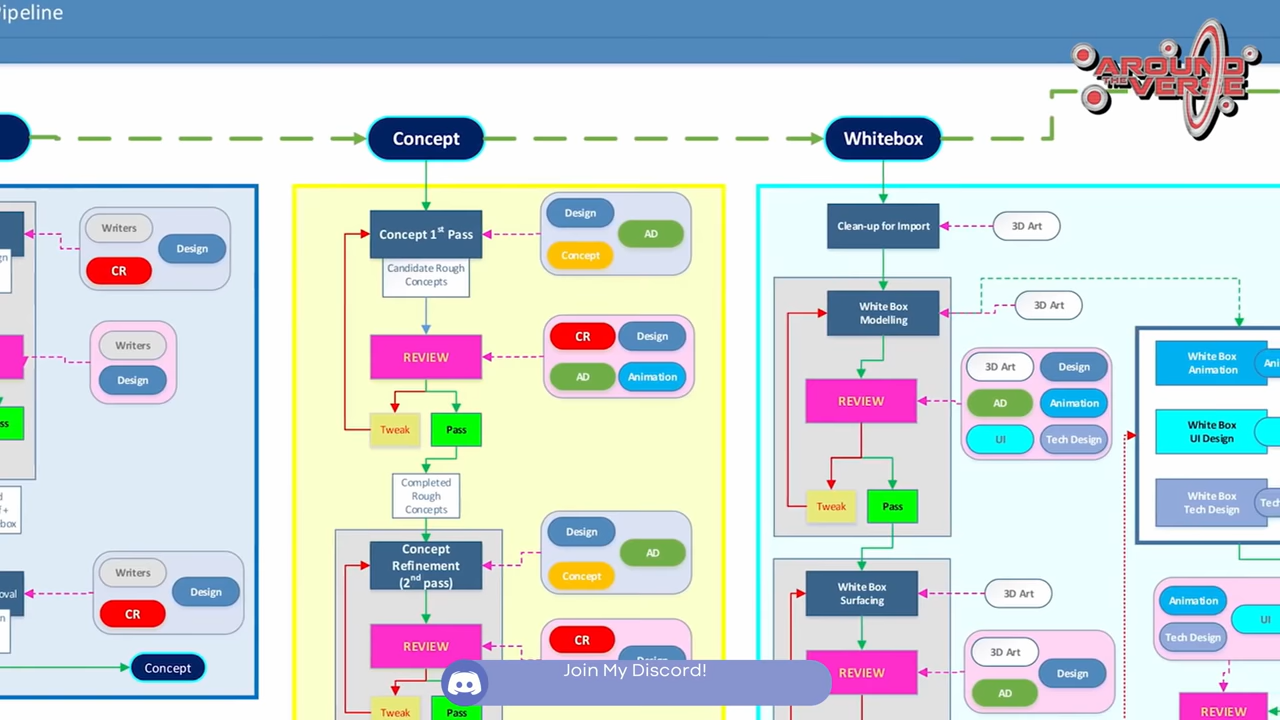 Pipeline
AROUND
THE VERSE
Concept
Whitebox
Writers
Design
CR
Writers
Design
Writers
Design
CR
Concept
Concept 1st Pass
Candidate Rough
Concepts
Design
AD
Concept
REVIEW
CR
Design
AD
Animation
Tweak
Pass
Completed
Rough
Concepts
Concept
Refinement
(2nd pass)
Design
AD
Concept
REVIEW
CR
Tweak
Pass
Clean-up for Import
3D Art
White Box
Modelling
3D Art
REVIEW
3D Art
Design
AD
Animation
UI
Tech Design
Tweak
Pass
White Box
Surfacing
3D Art
REVIEW
3D Art
Design
AD
White Box
Animation
White Box
UI Design
White Box
Tech Design
Animation
UI
Tech Design
REVIEW
Join My Discord!